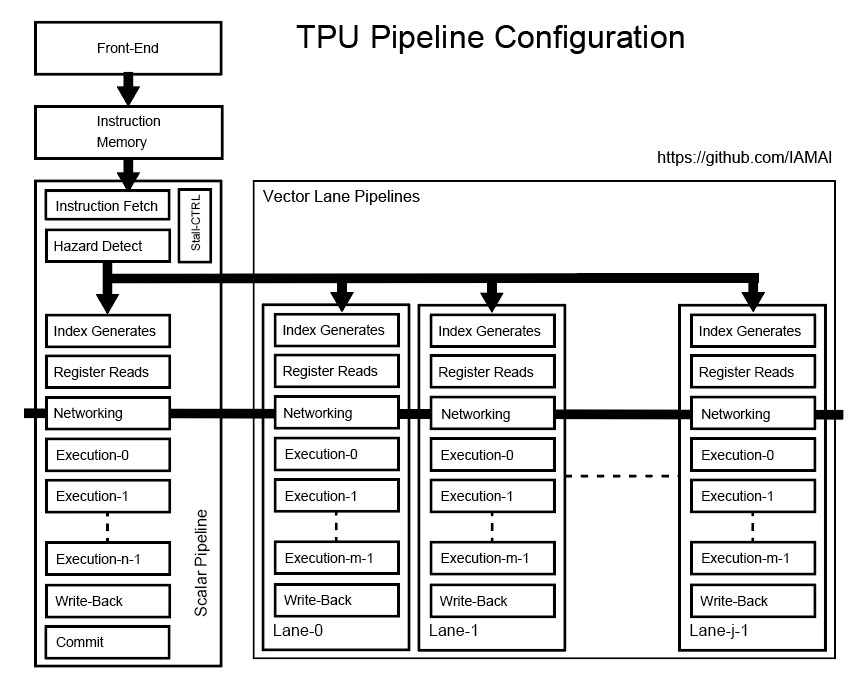 TPU Pipeline Configuration
Front-End
Instruction
Memory
https://github.com/IAMAI
Instruction Fetch
Stall-CTRL
Hazard Detect
Index Generates
Register Reads
Networking
Execution-0
Execution-1
Execution-n-1
Write-Back
Commit
Scalar Pipeline
Vector Lane Pipelines
Index Generates
Register Reads
Networking
Execution-0
Execution-1
Execution-m-1
Write-Back
Lane-0
Index Generates
Register Reads
Networking
Execution-0
Execution-1
Execution-m-1
Write-Back
Lane-1
Index Generates
Register Reads
Networking
Execution-0
Execution-1
Execution-m-1
Write-Back
Lane-j-1